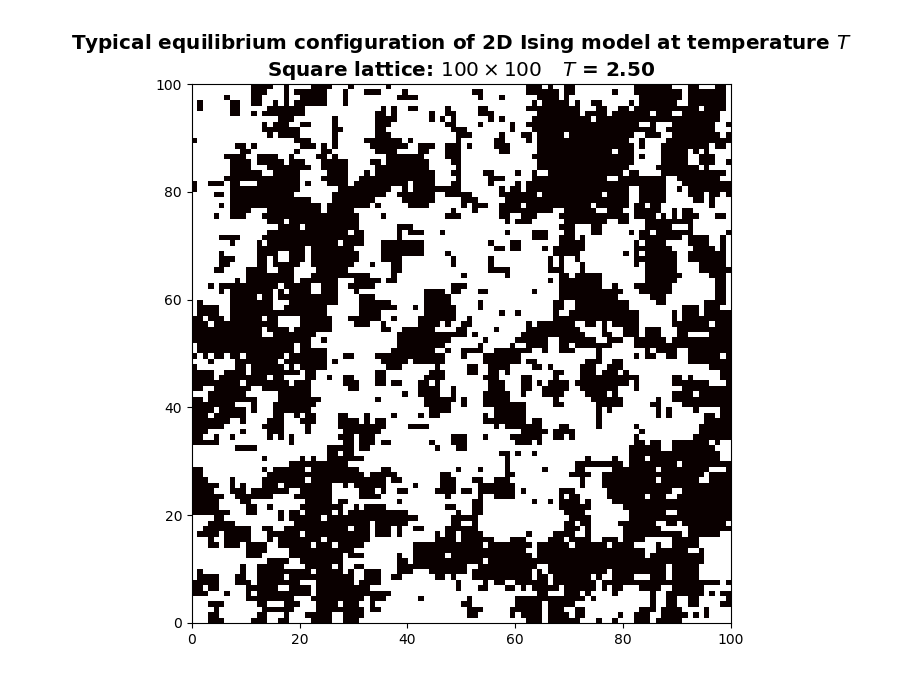 Typical equilibrium configuration of 2D Ising model at temperature T
Square lattice: 100 × 100 T = 2.50
100
80
60
40
20
0
0 20 40 60 80 100